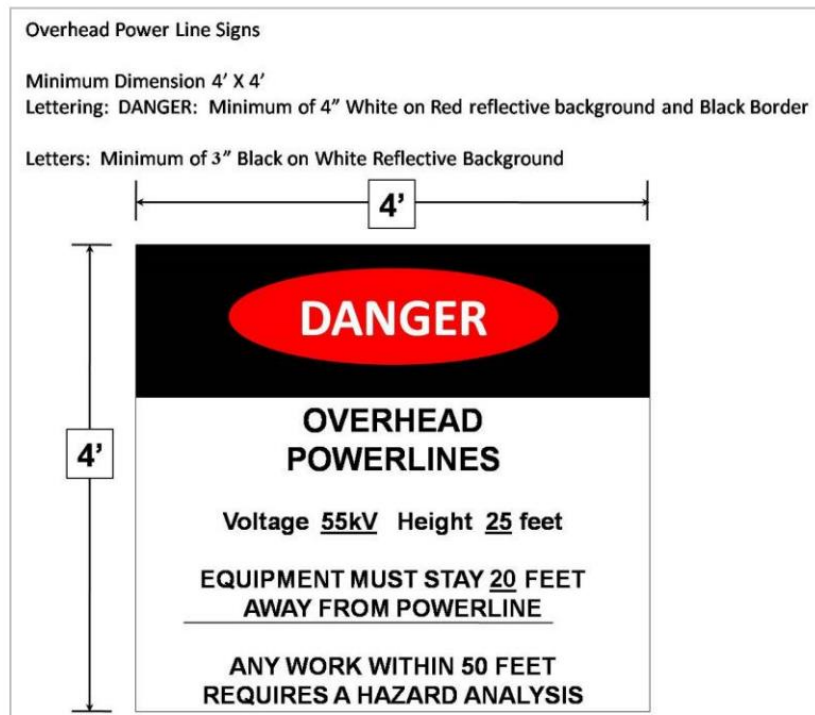 Overhead Power Line Signs
Minimum Dimension 4’ X 4’
Lettering: DANGER: Minimum of 4” White on Red reflective background and Black Border
Letters: Minimum of 3” Black on White Reflective Background
4’
DANGER
OVERHEAD
POWERLINES
4’
Voltage 55kV Height 25 feet
EQUIPMENT MUST STAY 20 FEET
AWAY FROM POWERLINE
ANY WORK WITHIN 50 FEET
REQUIRES A HAZARD ANALYSIS